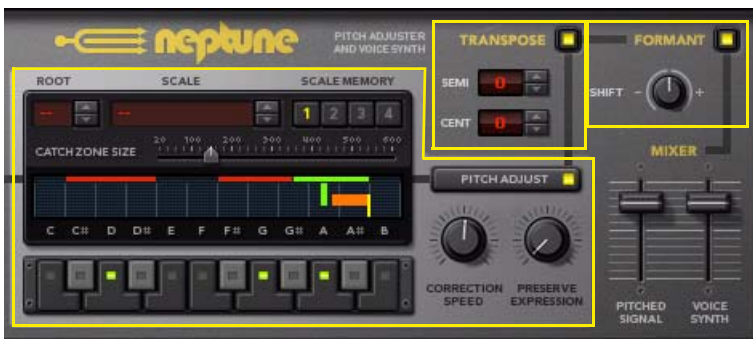 neptune
PITCH ADJUSTER
AND VOICE SYNTH
TRANSPOSE
FORMANT
ROOT SCALE SCALE MEMORY
SEMI 0
SHIFT - +
-- -- 1 2 3 4
CENT 0
20 100 200 300 400 500 600
CATCH ZONE SIZE
MIXER
PITCH ADJUST
C C# D D# E F F# G G# A A# B
CORRECTION
SPEED
PRESERVE
EXPRESSION
PITCHED
SIGNAL
VOICE
SYNTH